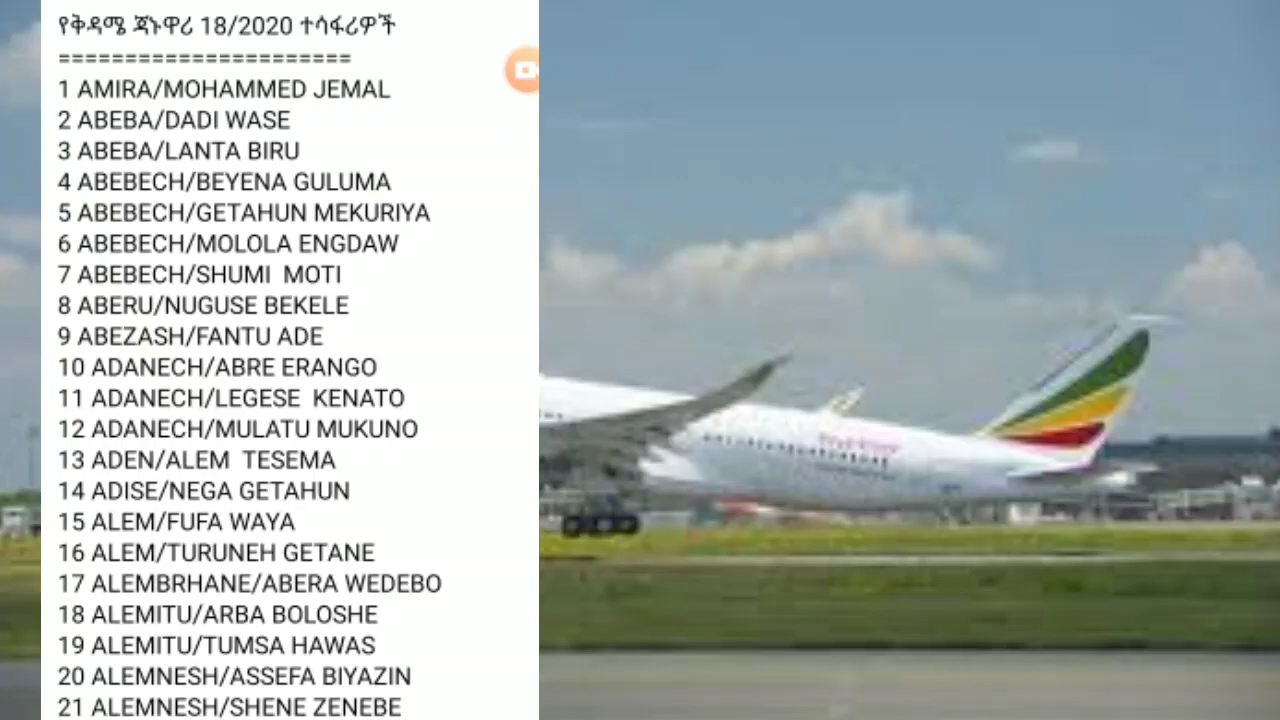 የቅዳሜ ጃኑዋሪ 18/2020 ተሳፋሪዎች
======================
1 AMIRA/MOHAMMED JEMAL
2 ABEBA/DADI WASE
3 ABEBA/LANTA BIRU
4 ABEBECH/BEYENA GULUMA
5 ABEBECH/GETAHUN MEKURIYA
6 ABEBECH/MOLOLA ENGDAW
7 ABEBECH/SHUMI  MOTI
8 ABERU/NUGUSE BEKELE
9 ABEZASH/FANTU ADE
10 ADANECH/ABRE ERANGO
11 ADANECH/LEGESE  KENATO
12 ADANECH/MULATU MUKUNO
13 ADEN/ALEM  TESEMA
14 ADISE/NEGA GETAHUN
15 ALEM/FUFA WAYA
16 ALEM/TURUNEH GETANE
17 ALEMBRHANE/ABERA WEDEBO
18 ALEMITU/ARBA BOLOSHE
19 ALEMITU/TUMSA HAWAS
20 ALEMNESH/ASSEFA BIYAZIN
21 ALEMNESH/SHENE ZENEBE